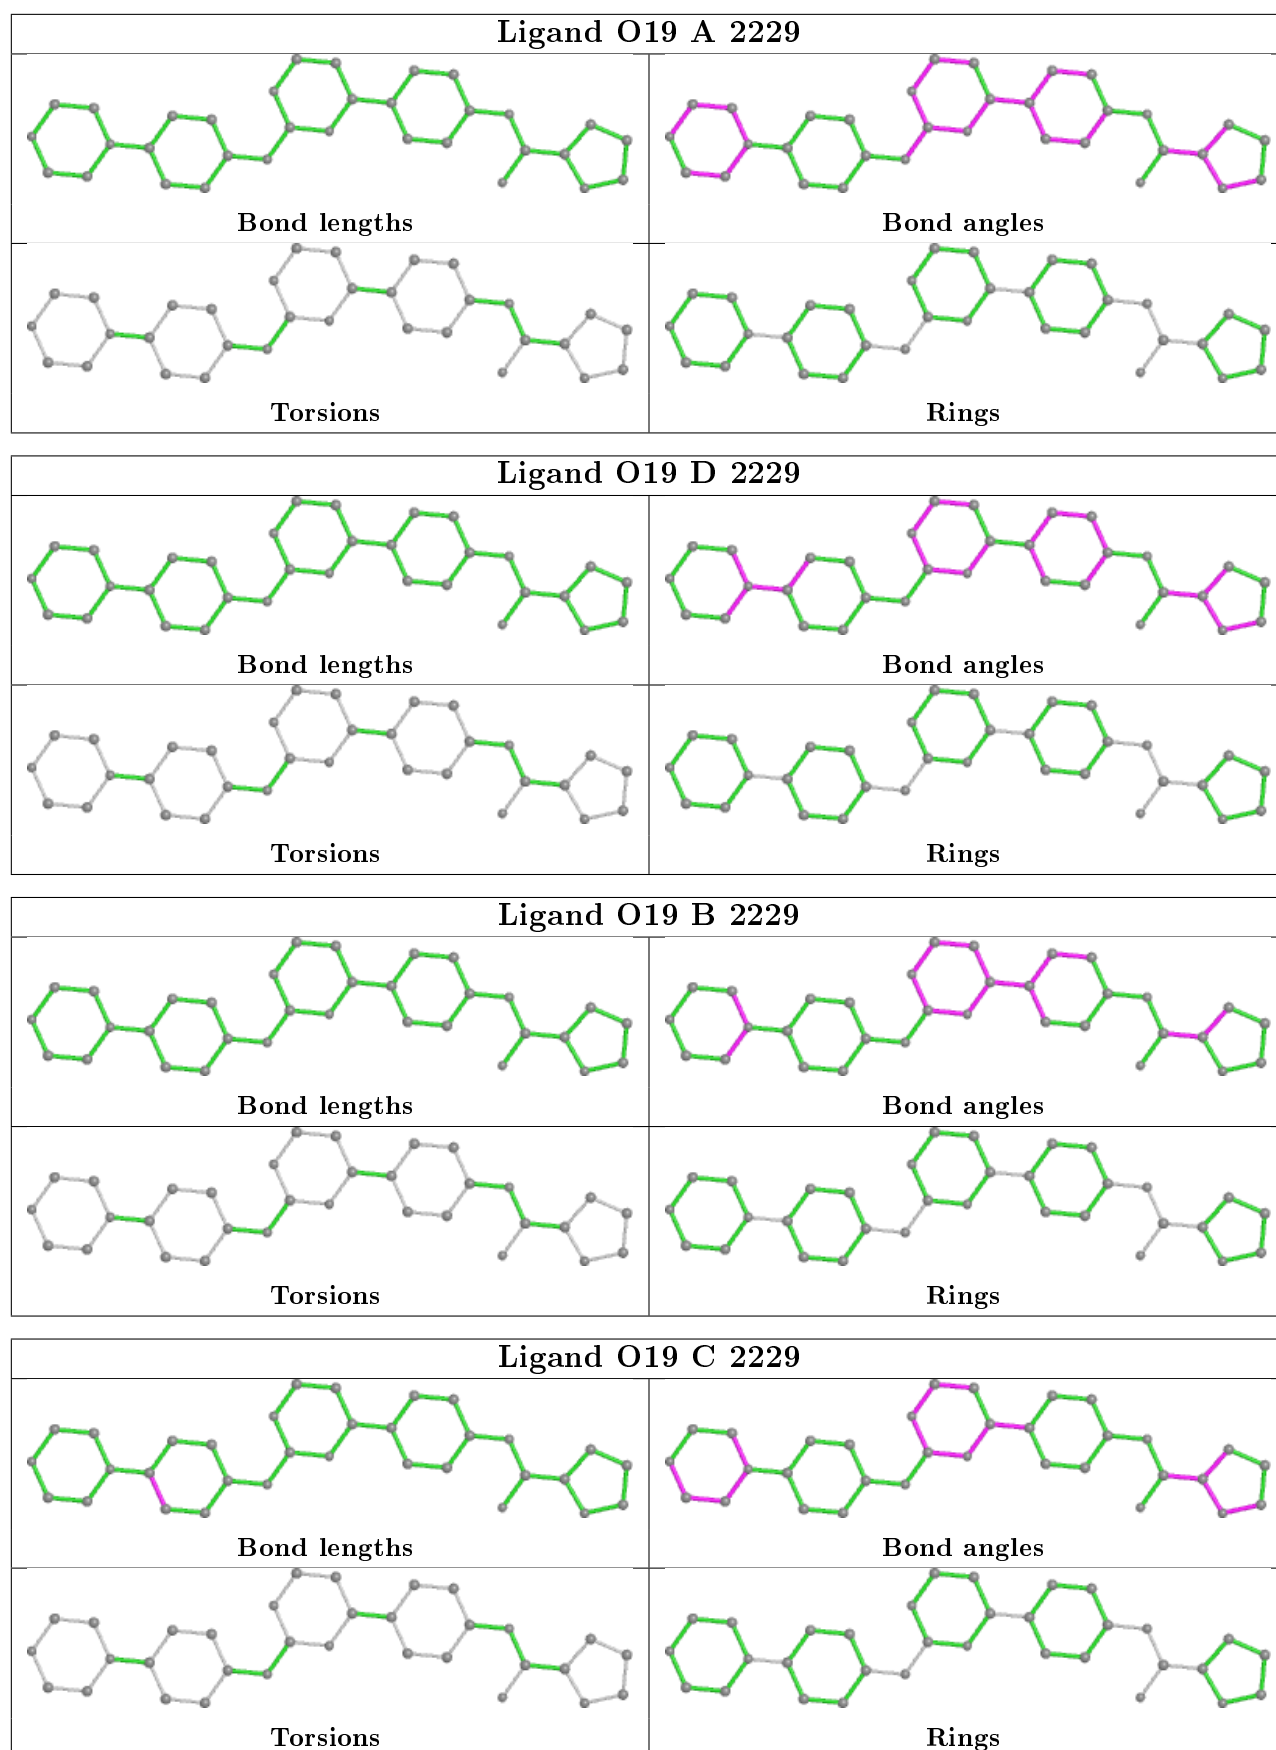 Ligand O19 A 2229
Bond lengths
Bond angles
Torsions
Rings
Ligand O19 D 2229
Bond lengths
Bond angles
Torsions
Rings
Ligand O19 B 2229
Bond lengths
Bond angles
Torsions
Rings
Ligand O19 C 2229
Bond lengths
Bond angles
Torsions
Rings